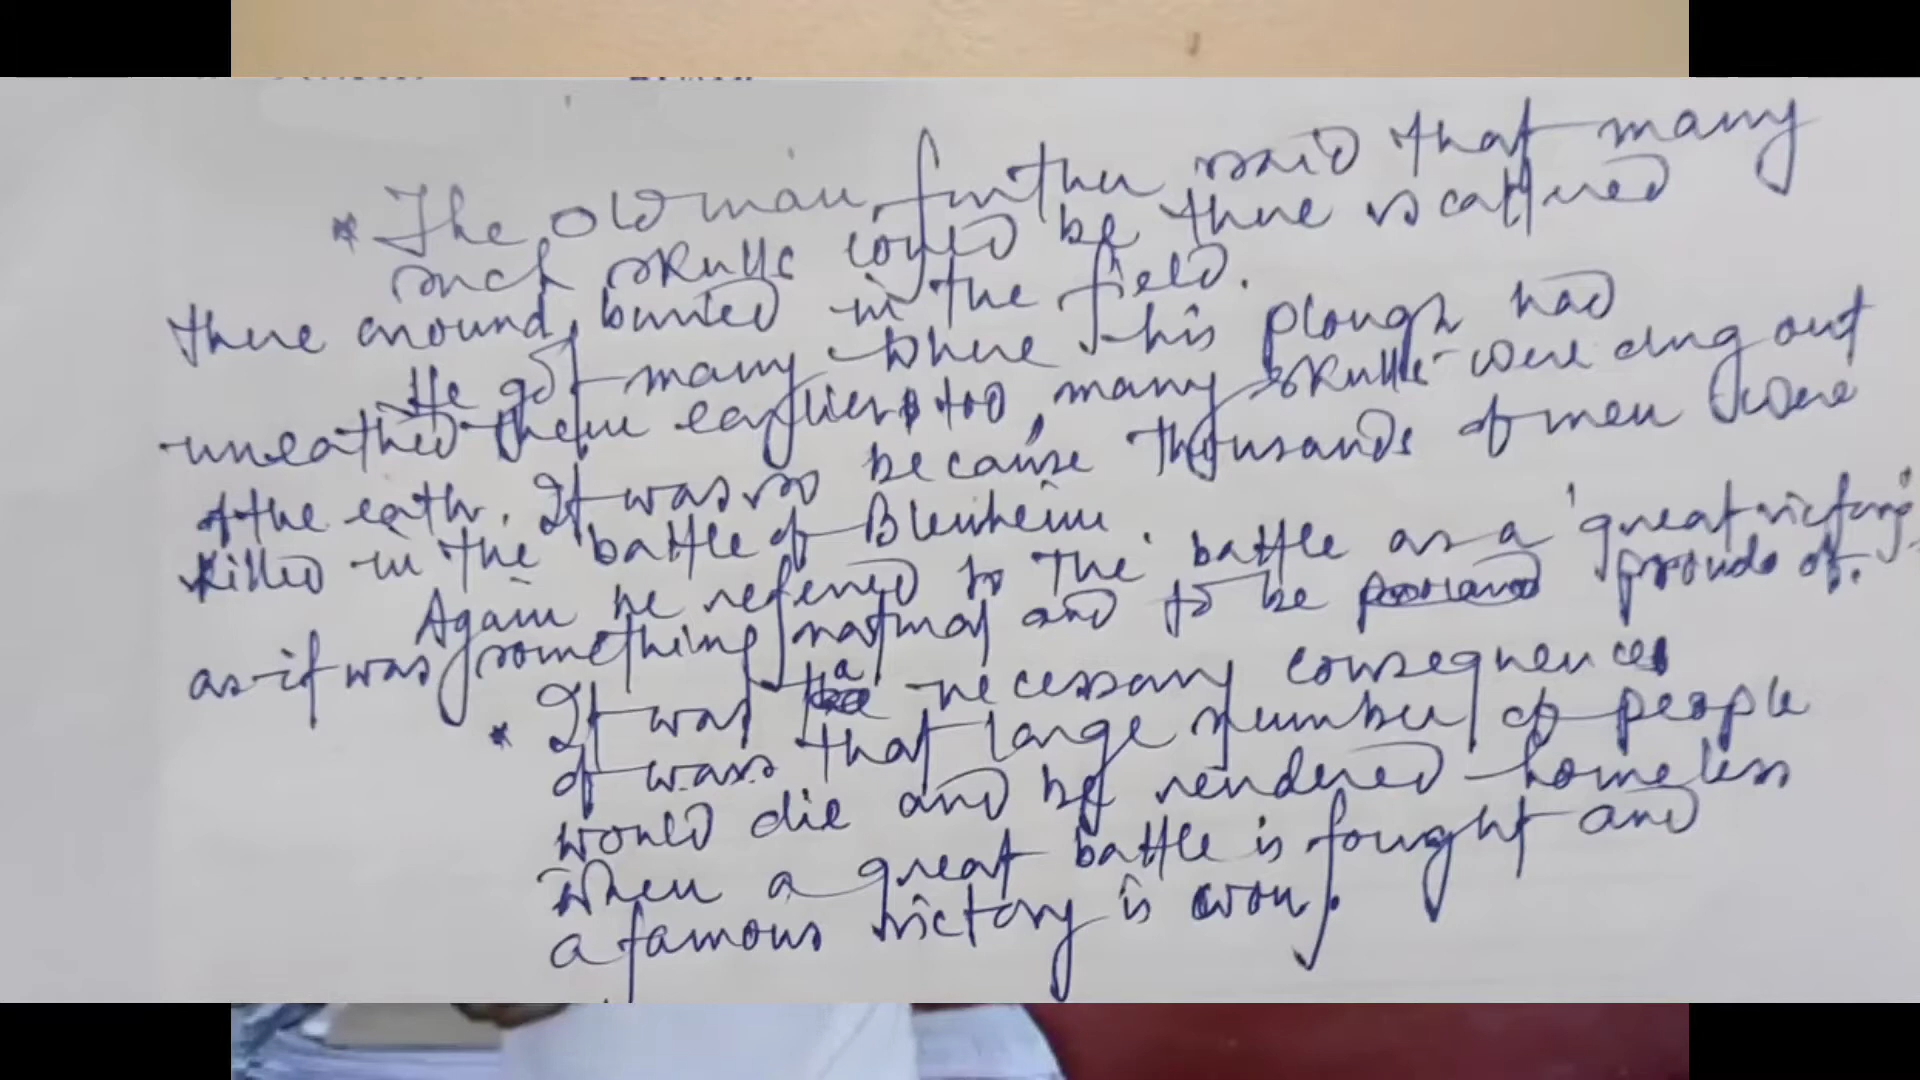 * The old man further said that many
such skulls could be there scattered
there around, buried in the field.
He got many where his plough had
uneathed them earlier too, many skulls were dug out
of the eath. It was so because thousands of men were
killed in the battle of Blenheim.
Again he referred to the battle as a 'great victory'
as if was something natural and to be proud of.
* It was a necessary consequence
of wars that large number of people
would die and be rendered homeless
when a great battle is fought and
a famous victory is won.